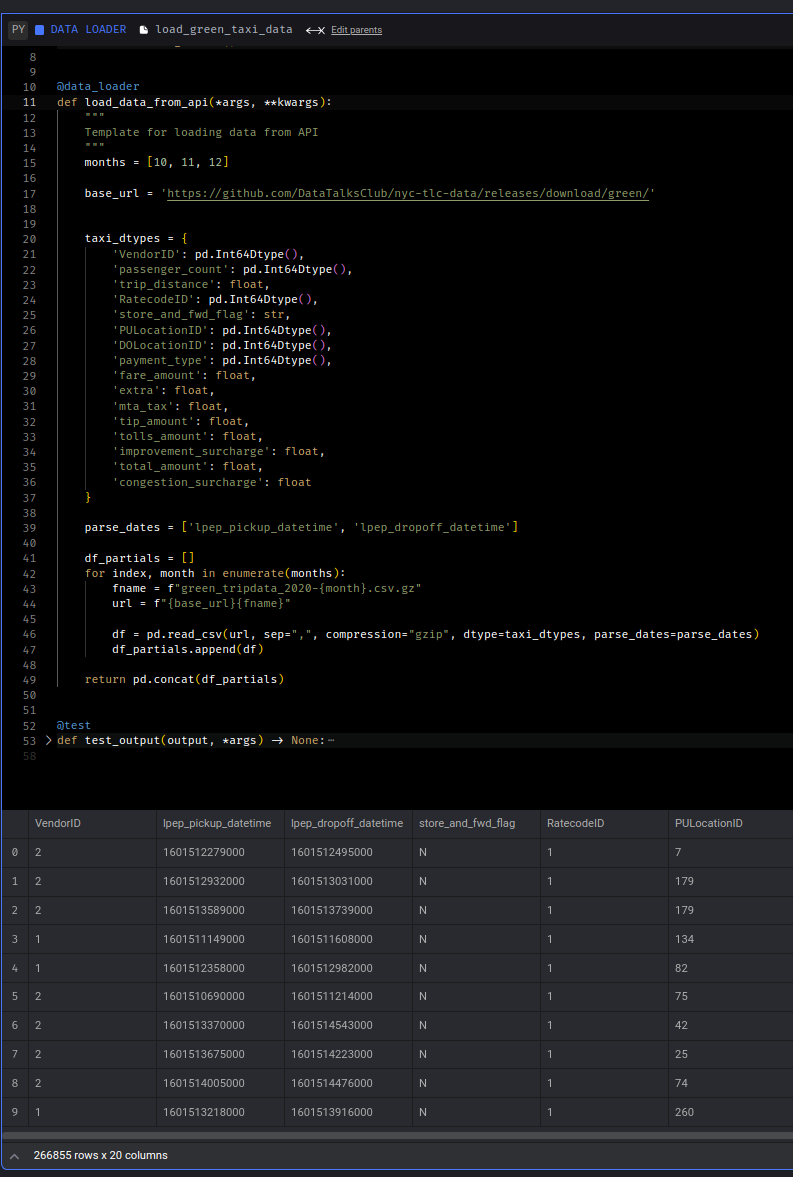 PY DATA LOADER load_green_taxi_data Edit parents
8
9
10 @data_loader
11 def load_data_from_api(*args, **kwargs):
12 """
13 Template for loading data from API
14 """
15 months = [10, 11, 12]
16
17 base_url = 'https://github.com/DataTalksClub/nyc-tlc-data/releases/download/green/'
18
19
20 taxi_dtypes = {
21 'VendorID': pd.Int64Dtype(),
22 'passenger_count': pd.Int64Dtype(),
23 'trip_distance': float,
24 'RatecodeID': pd.Int64Dtype(),
25 'store_and_fwd_flag': str,
26 'PULocationID': pd.Int64Dtype(),
27 'DOLocationID': pd.Int64Dtype(),
28 'payment_type': pd.Int64Dtype(),
29 'fare_amount': float,
30 'extra': float,
31 'mta_tax': float,
32 'tip_amount': float,
33 'tolls_amount': float,
34 'improvement_surcharge': float,
35 'total_amount': float,
36 'congestion_surcharge': float
37 }
38
39 parse_dates = ['lpep_pickup_datetime', 'lpep_dropoff_datetime']
40
41 df_partials = []
42 for index, month in enumerate(months):
43 fname = f"green_tripdata_2020-{month}.csv.gz"
44 url = f"{base_url}{fname}"
45
46 df = pd.read_csv(url, sep=",", compression="gzip", dtype=taxi_dtypes, parse_dates=parse_dates)
47 df_partials.append(df)
48
49 return pd.concat(df_partials)
50
51
52 @test
53 def test_output(output, *args) → None:⋯
58
VendorID lpep_pickup_datetime lpep_dropoff_datetime store_and_fwd_flag RatecodeID PULocationID
0 2 1601512279000 1601512495000 N 1 7
1 2 1601512932000 1601513031000 N 1 179
2 2 1601513589000 1601513739000 N 1 179
3 1 1601511149000 1601511608000 N 1 134
4 1 1601512358000 1601512982000 N 1 82
5 2 1601510690000 1601511214000 N 1 75
6 2 1601513370000 1601514543000 N 1 42
7 2 1601513675000 1601514223000 N 1 25
8 2 1601514005000 1601514476000 N 1 74
9 1 1601513218000 1601513916000 N 1 260
266855 rows x 20 columns